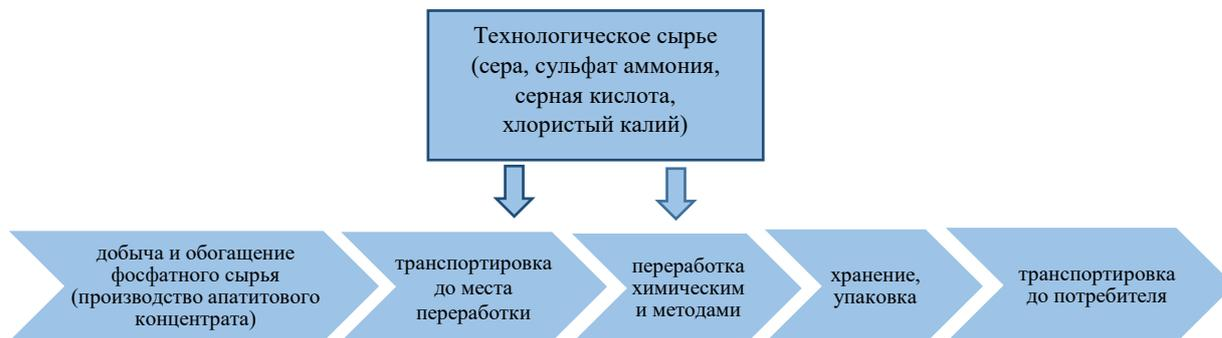 Технологическое сырье
(сера, сульфат аммония,
серная кислота,
хлористый калий)
добыча и обогащение
фосфатного сырья
(производство апатитового
концентрата)
транспортировка
до места
переработки
переработка
химическим
и методами
хранение,
упаковка
транспортировка
до потребителя